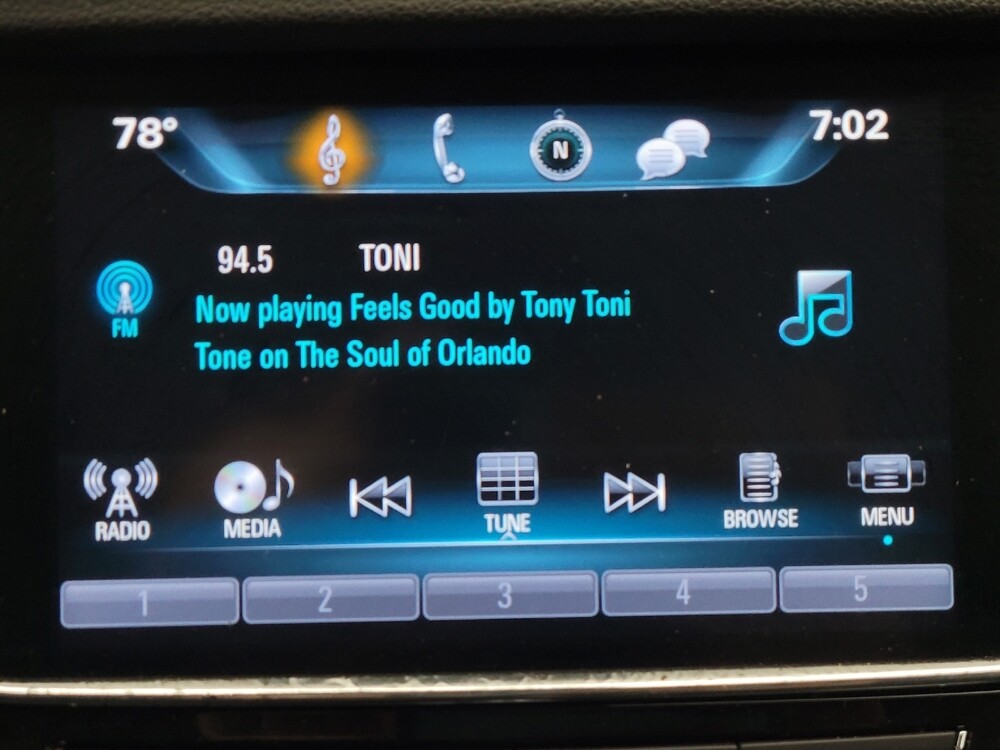 78° 7:02
N
94.5 TONI
FM
Now playing Feels Good by Tony Toni
Tone on The Soul of Orlando
RADIO MEDIA TUNE BROWSE MENU
1 2 3 4 5